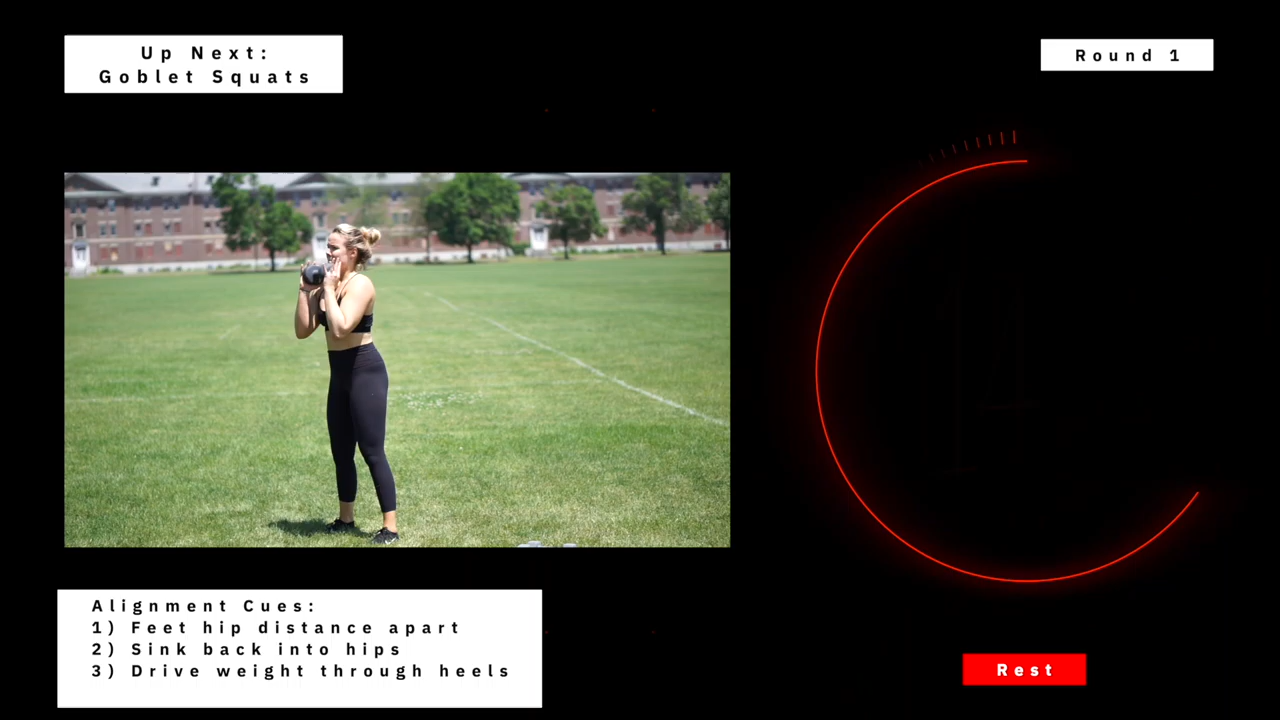 Up Next:
Goblet Squats
Round 1
Alignment Cues:
1) Feet hip distance apart
2) Sink back into hips
3) Drive weight through heels
Rest